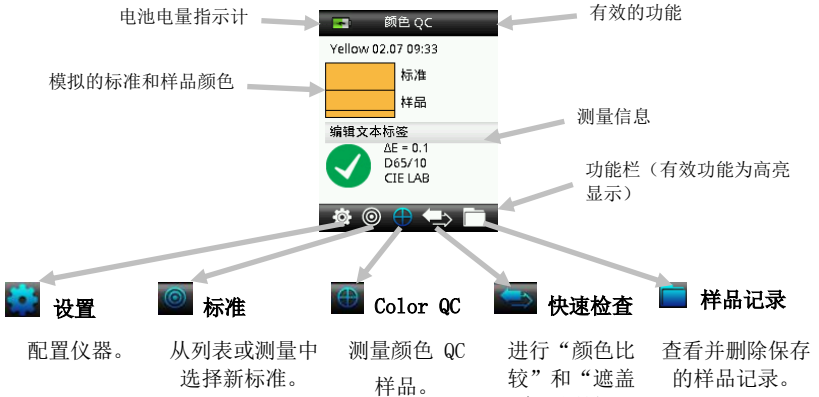 电池电量指示计
颜色 QC
有效的功能
Yellow 02.07 09:33
标准
模拟的标准和样品颜色
样品
测量信息
编辑文本标签
ΔE = 0.1
D65/10
CIE LAB
功能栏（有效功能为高亮
显示）
设置
配置仪器。
标准
从列表或测量中
选择新标准。
Color QC
测量颜色 QC
样品。
快速检查
进行“颜色比
较”和“遮盖
样品记录
查看并删除保存
的样品记录。